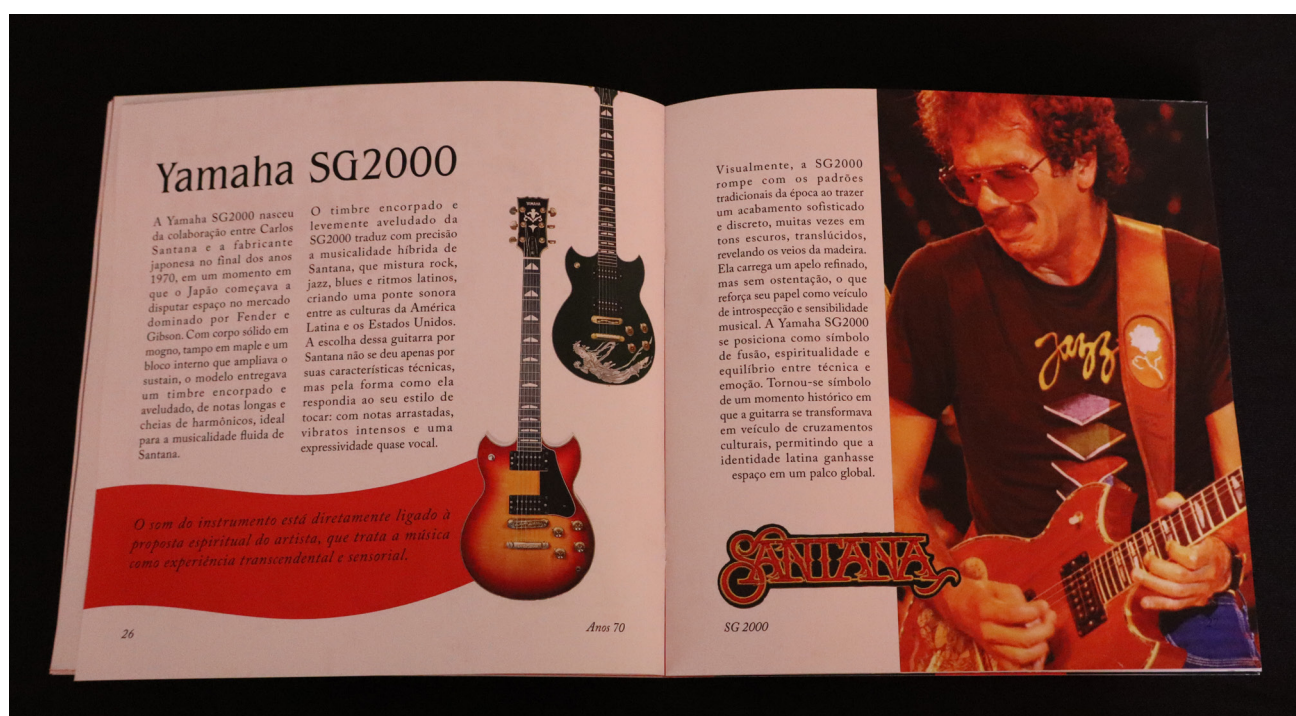 Yamaha SG2000
A Yamaha SG2000 nasceu
da colaboração entre Carlos
Santana e a fabricante
japonesa no final dos anos
1970, em um momento em
que o Japão começava a
disputar espaço no mercado
dominado por Fender e
Gibson. Com corpo sólido em
mogno, tampo em maple e um
bloco interno que ampliava o
sustain, o modelo entregava
um timbre encorpado e
aveludado, de notas longas e
cheias de harmônicos, ideal
para a musicalidade fluida de
Santana.
O timbre encorpado e
levemente aveludado da
SG2000 traduz com precisão
a musicalidade híbrida de
Santana, que mistura rock,
jazz, blues e ritmos latinos,
criando uma ponte sonora
entre as culturas da América
Latina e os Estados Unidos.
A escolha dessa guitarra por
Santana não se deu apenas por
suas características técnicas,
mas pela forma como ela
respondia ao seu estilo de
tocar: com notas arrastadas,
vibratos intensos e uma
expressividade quase vocal.
YAMAHA
O som do instrumento está diretamente ligado à
proposta espiritual do artista, que trata a música
como experiência transcendental e sensorial.
26
Anos 70
Visualmente, a SG2000
rompe com os padrões
tradicionais da época ao trazer
um acabamento sofisticado
e discreto, muitas vezes em
tons escuros, translúcidos,
revelando os veios da madeira.
Ela carrega um apelo refinado,
mas sem ostentação, o que
reforça seu papel como veículo
de introspecção e sensibilidade
musical. A Yamaha SG2000
se posiciona como símbolo
de fusão, espiritualidade e
equilíbrio entre técnica e
emoção. Tornou-se símbolo
de um momento histórico em
que a guitarra se transformava
em veículo de cruzamentos
culturais, permitindo que a
identidade latina ganhasse
espaço em um palco global.
Jazz
SANTANA
SG 2000